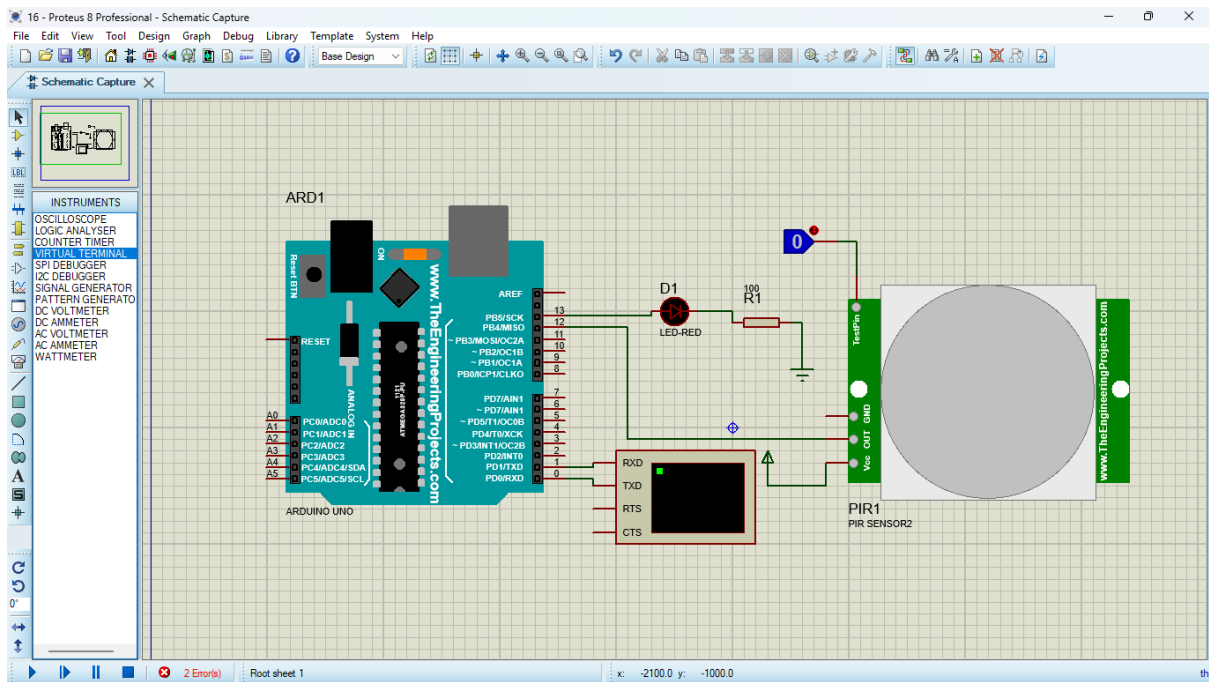 16 - Proteus 8 Professional - Schematic Capture
File Edit View Tool Design Graph Debug Library Template System Help
Base Design
Schematic Capture
INSTRUMENTS
OSCILLOSCOPE
LOGIC ANALYSER
COUNTER TIMER
VIRTUAL TERMINAL
SPI DEBUGGER
I2C DEBUGGER
SIGNAL GENERATOR
PATTERN GENERATO
DC VOLTMETER
DC AMMETER
AC VOLTMETER
AC AMMETER
WATTMETER
LBL
A
S
0°
ARD1
Reset BTN
ON
www.TheEngineeringProjects.com
ANALOG IN
ATMEGA328P-PU
RESET
A0 PC0/ADC0
A1 PC1/ADC1
A2 PC2/ADC2
A3 PC3/ADC3
A4 PC4/ADC4/SDA
A5 PC5/ADC5/SCL
AREF
PB5/SCK 13
PB4/MISO 12
~ PB3/MOSI/OC2A 11
~ PB2/OC1B 10
~ PB1/OC1A 9
PB0/ICP1/CLKO 8
PD7/AIN1 7
~ PD7/AIN1 6
~ PD5/T1/OC0B 5
PD4/T0/XCK 4
~ PD3/INT1/OC2B 3
PD2/INT0 2
PD1/TXD 1
PD0/RXD 0
ARDUINO UNO
D1
LED-RED
100
R1
0
RXD
TXD
RTS
CTS
TestPin
GND
OUT
Vcc
www.TheEngineeringProjects.com
PIR1
PIR SENSOR2
2 Error(s)
Root sheet 1
x: -2100.0 y: -1000.0
th